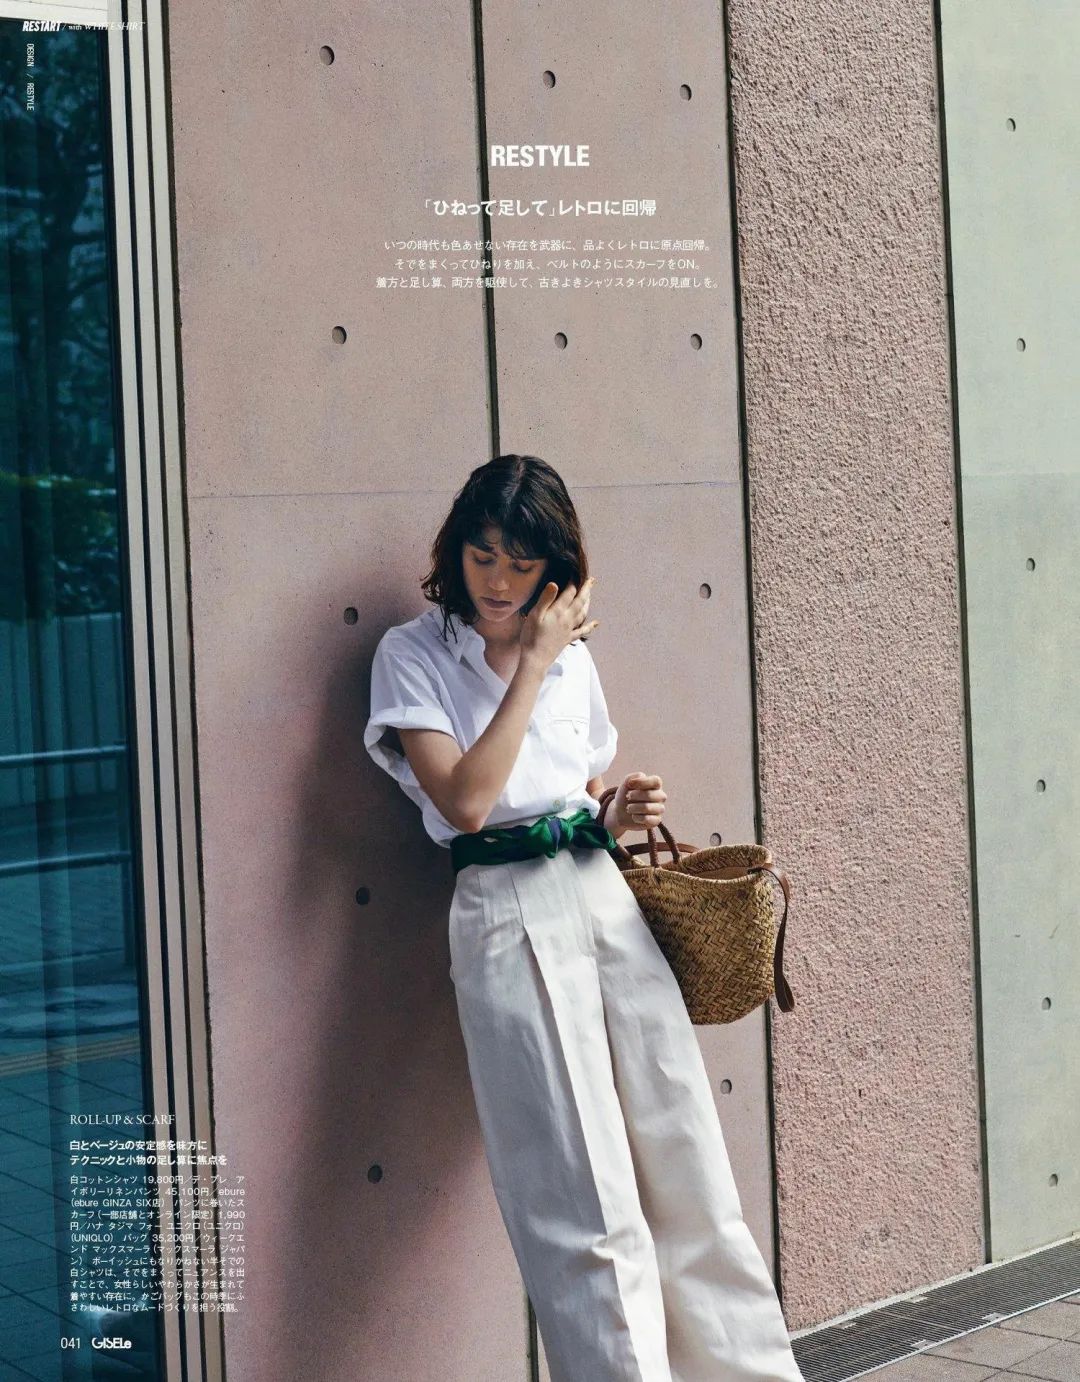 RESTART / with WHITESHIRT
DESIGN / RESTYLE
RESTYLE
「ひねって足して」レトロに回帰
いつの時代も色あせない存在を武器に、品よくレトロに原点回帰。
そでをまくってひねりを加え、ベルトのようにスカーフをON。
着方と足し算、両方を駆使して、古きよきシャツスタイルの見直しを。
ROLL-UP & SCARF
白とベージュの安定感を味方に
テクニックと小物の足し算に焦点を
白コットンシャツ 19,800円／デ・プレ ア
イボリーリネンパンツ 45,100円／ebure
(ebure GINZA SIX店) パンツに巻いたス
カーフ(一部店舗とオンライン限定) 1,990
円／ハナ タジマ フォー ユニクロ(ユニクロ)
(UNIQLO) バッグ 35,200円／ウィークエ
ンド マックスマーラ(マックスマーラ ジャパ
ン) ボーイッシュにもなりかねない半そでの
白シャツは、そでをまくってニュアンスを出
すことで、女性らしいやわらかさが生まれて
着やすい存在に。かごバッグもこの時季にふ
さわしいレトロなムードづくりを担う役割。
041 GISELe